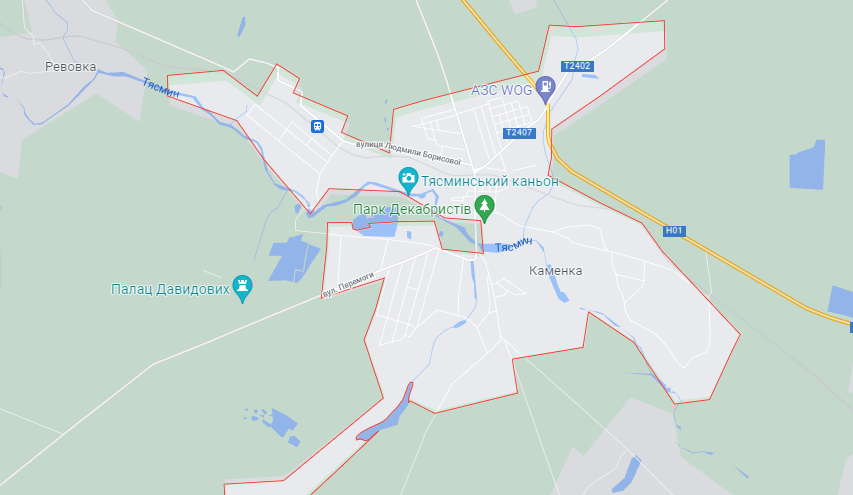 Ревовка
Тясмин
T2402
АЗС WOG
T2407
вулиця Людмили Борисової
Тясминський каньон
Парк Декабристів
H01
Тясмин
Каменка
вул. Перемоги
Палац Давидових